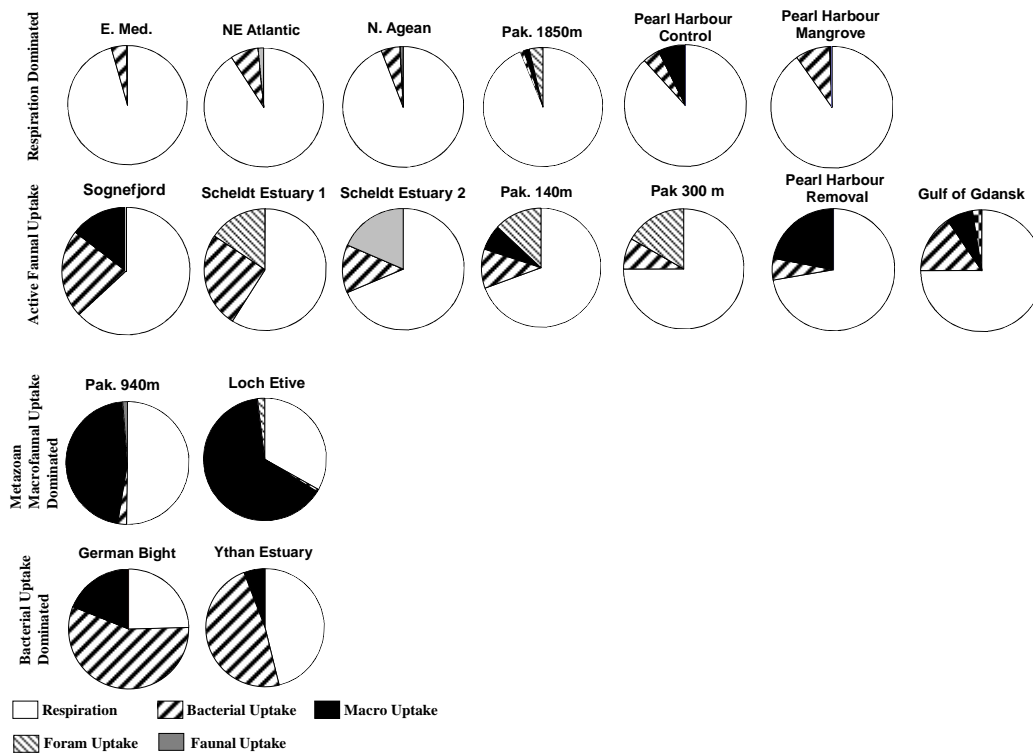 Respiration Dominated
E. Med.
NE Atlantic
N. Agean
Pak. 1850m
Pearl Harbour
Control
Pearl Harbour
Mangrove
Active Faunal Uptake
Sognefjord
Scheldt Estuary 1
Scheldt Estuary 2
Pak. 140m
Pak 300 m
Pearl Harbour
Removal
Gulf of Gdansk
Metazoan
Macrofaunal Uptake
Dominated
Pak. 940m
Loch Etive
Bacterial Uptake
Dominated
German Bight
Ythan Estuary
Respiration
Bacterial Uptake
Macro Uptake
Foram Uptake
Faunal Uptake